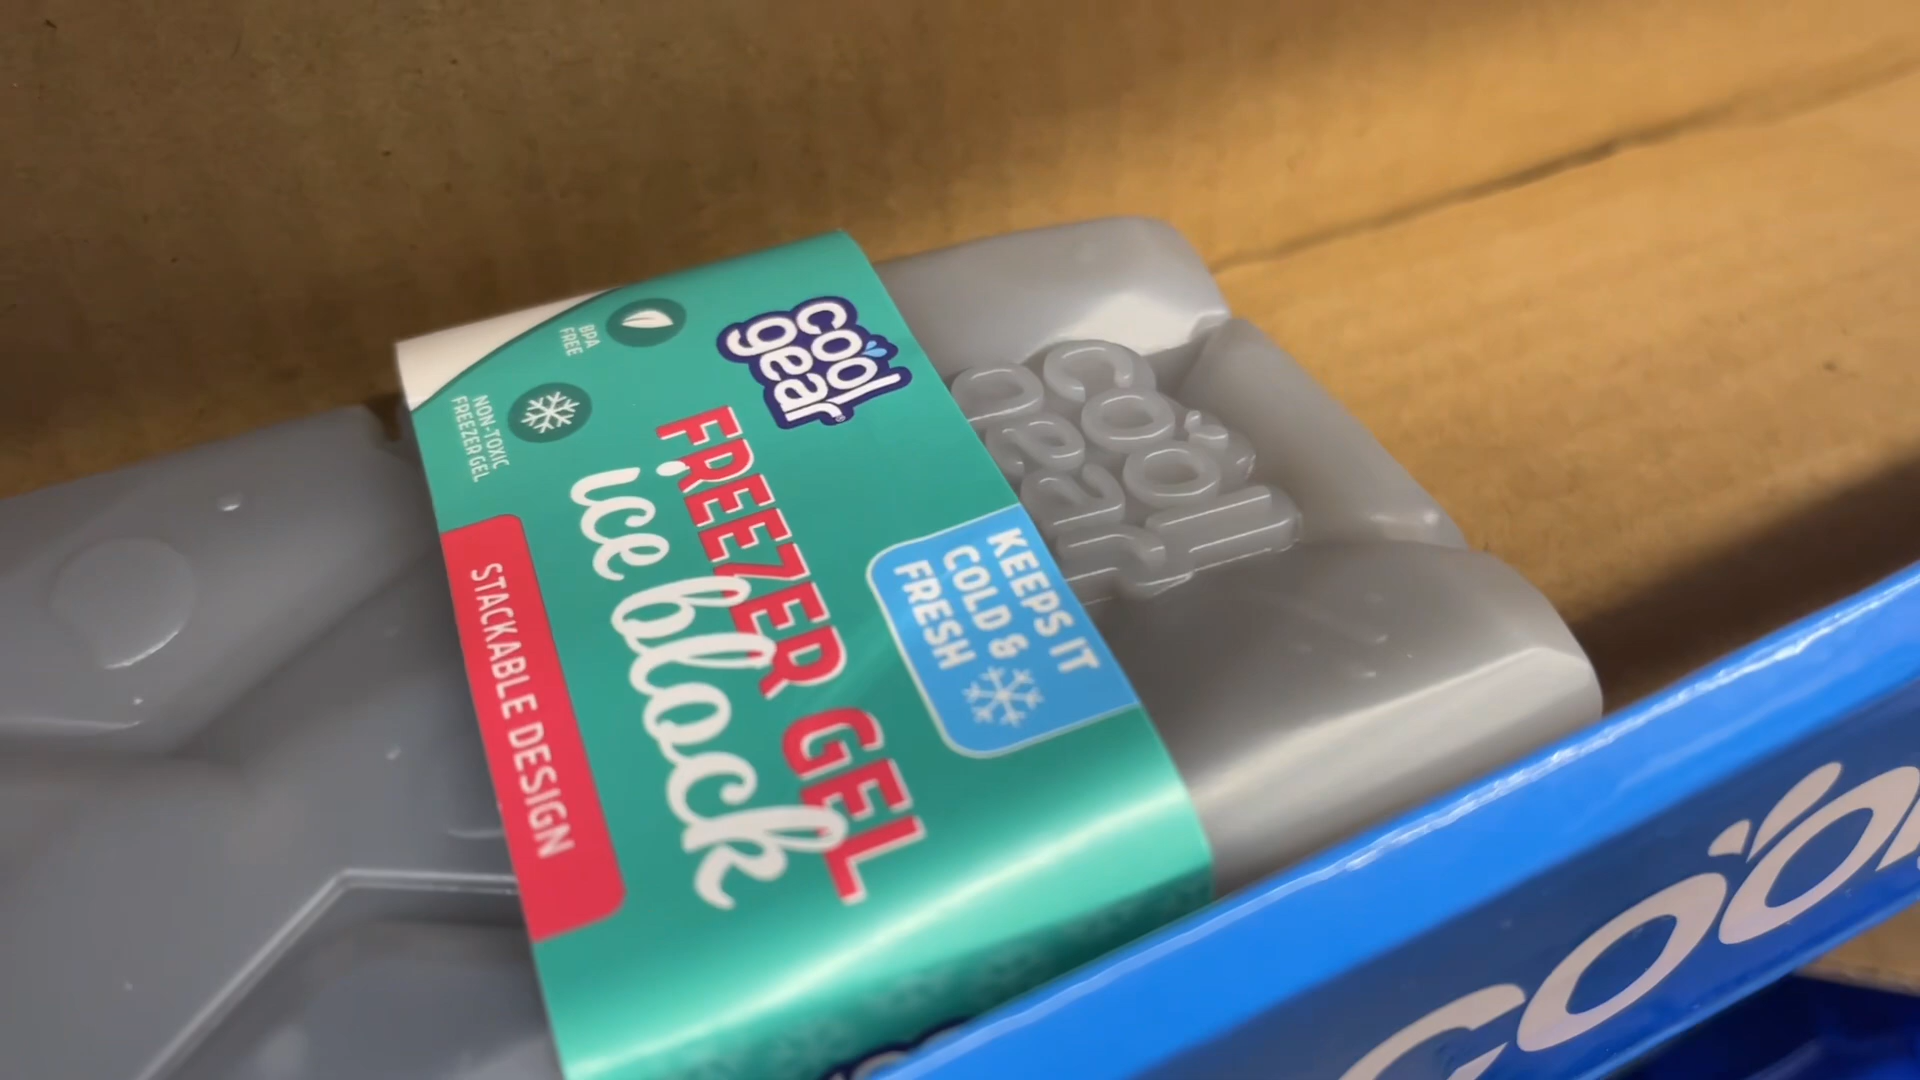 cool
gear®
FREEZER GEL
ice block
KEEPS IT
COLD &
FRESH
BPA
FREE
NON-TOXIC
FREEZER GEL
STACKABLE DESIGN
cool
gear